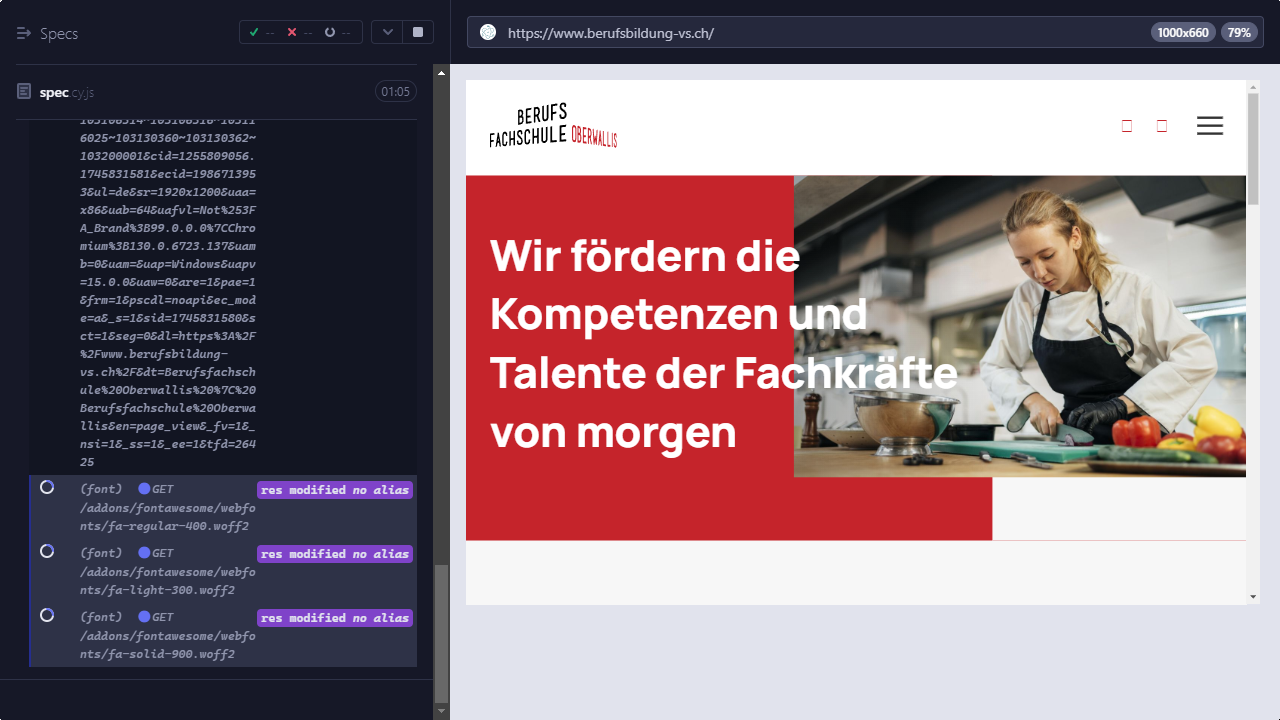 Specs
--
--
--
https://www.berufsbildung-vs.ch/
1000x660
79%
spec.cy.js
01:05
6025~103130360~103130362~
103200001&cid=1255809056.
1745831581&ecid=198671395
3&ul=de&sr=1920x1200&uaa=
x86&uab=64&uafvl=Not%253F
A_Brand%3B99.0.0.0%7CChro
mium%3B130.0.6723.137&uam
b=0&uam=&uap=Windows&uapv
=15.0.0&uaw=0&are=1&pae=1
&frm=1&pscdl=noapi&ec_mod
e=a&_s=1&sid=1745831580&s
ct=1&seg=0&dl=https%3A%2F
%2Fwww.berufsbildung-
vs.ch%2F&dt=Berufsfachsch
ule%20Oberwallis%20%7C%20
Berufsfachschule%20Oberwa
llis&en=page_view&_fv=1&_
nsi=1&_ss=1&_ee=1&tfd=264
25
(font) GET res modified no alias
/addons/fontawesome/webfo
nts/fa-regular-400.woff2
(font) GET res modified no alias
/addons/fontawesome/webfo
nts/fa-light-300.woff2
(font) GET res modified no alias
/addons/fontawesome/webfo
nts/fa-solid-900.woff2
BERUFS
FACHSCHULE OBERWALLIS
Wir fördern die
Kompetenzen und
Talente der Fachkräfte
von morgen